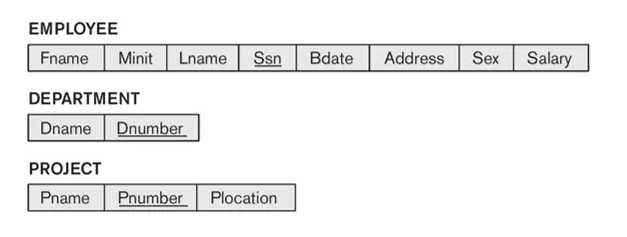 EMPLOYEE
Fname Minit Lname Ssn Bdate Address Sex Salary
DEPARTMENT
Dname Dnumber
PROJECT
Pname Pnumber Plocation